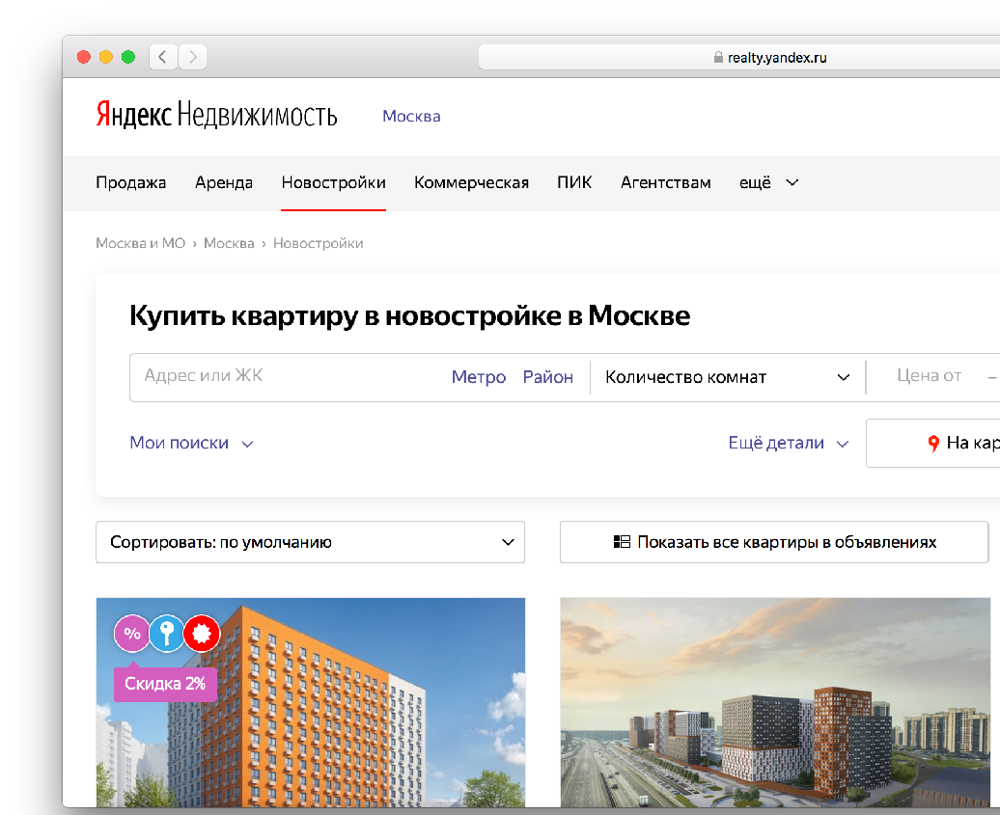 realty.yandex.ru
Яндекс Недвижимость Москва
Продажа Аренда Новостройки Коммерческая ПИК Агентствам ещё
Москва и МО › Москва › Новостройки
Купить квартиру в новостройке в Москве
Адрес или ЖК Метро Район Количество комнат Цена от –
Мои поиски Ещё детали На кар
Сортировать: по умолчанию Показать все квартиры в объявлениях
%
Скидка 2%